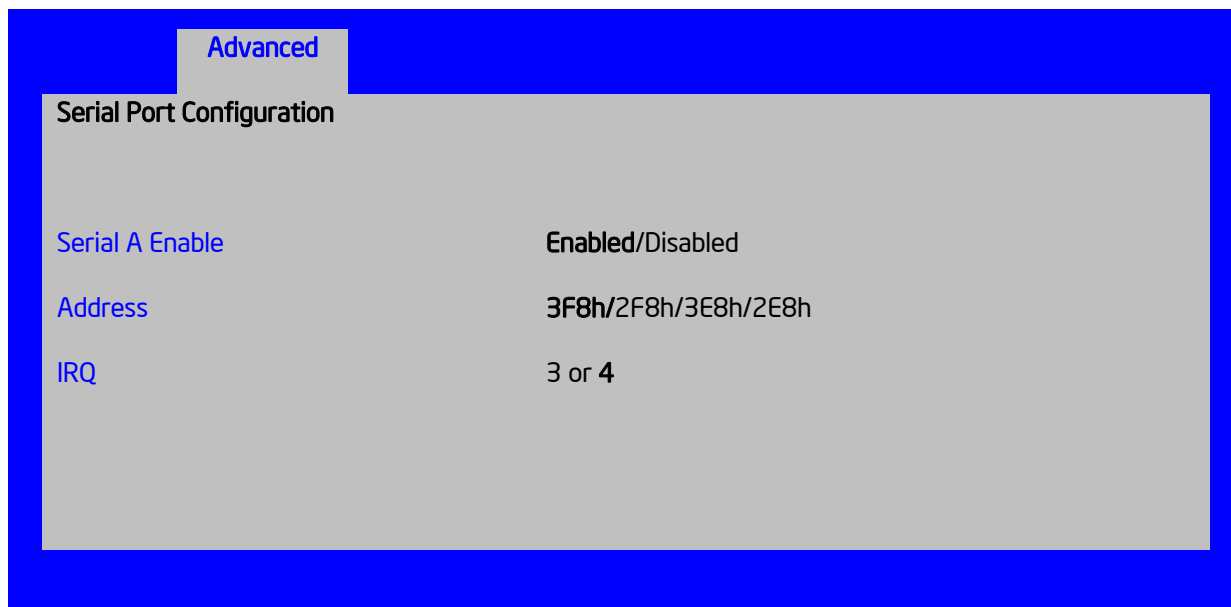 Advanced
Serial Port Configuration
Serial A Enable Enabled/Disabled
Address 3F8h/2F8h/3E8h/2E8h
IRQ 3 or 4